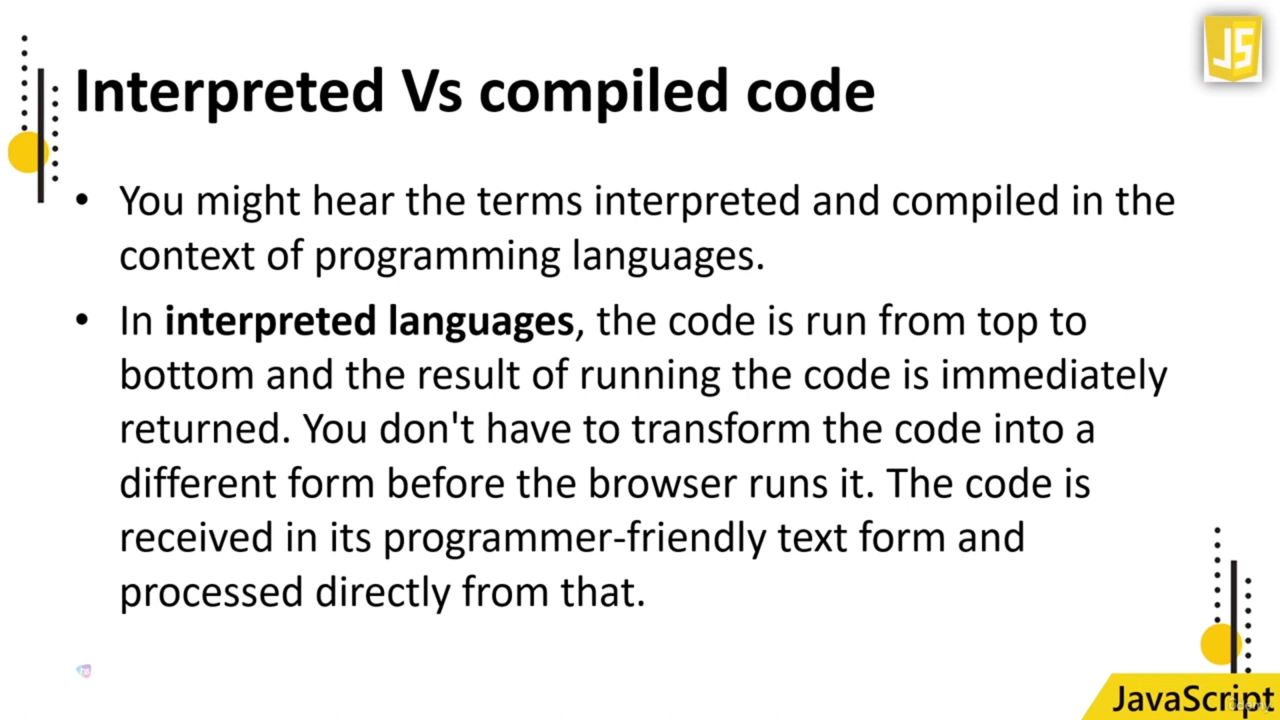 JS
Interpreted Vs compiled code
• You might hear the terms interpreted and compiled in the
context of programming languages.
• In interpreted languages, the code is run from top to
bottom and the result of running the code is immediately
returned. You don't have to transform the code into a
different form before the browser runs it. The code is
received in its programmer-friendly text form and
processed directly from that.
JavaScript
Udemy